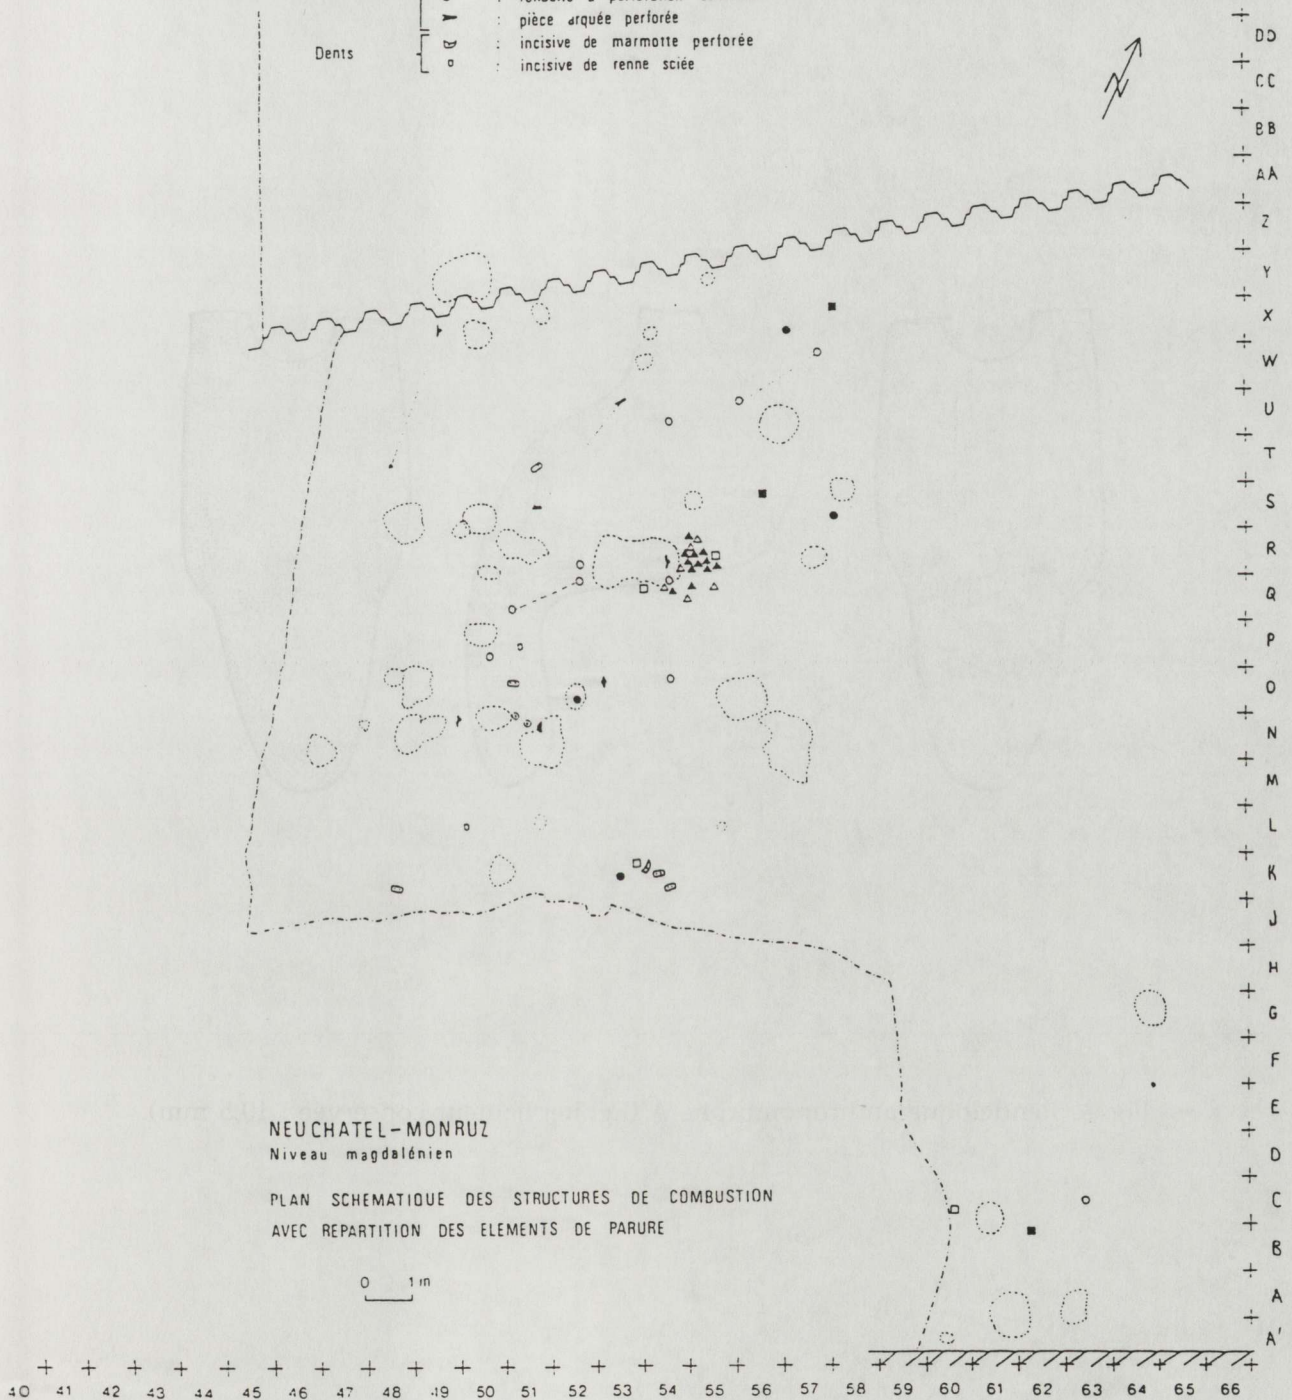 : pièce arquée perforée
Dents
: incisive de marmotte perforée
: incisive de renne sciée
N
DD
CC
BB
AA
Z
Y
X
W
U
T
S
R
Q
P
O
N
M
L
K
J
H
G
F
E
D
C
B
A
A'
NEUCHATEL-MONRUZ
Niveau magdalénien
PLAN SCHEMATIQUE DES STRUCTURES DE COMBUSTION
AVEC REPARTITION DES ELEMENTS DE PARURE
0 1 m
40 41 42 43 44 45 46 47 48 49 50 51 52 53 54 55 56 57 58 59 60 61 62 63 64 65 66